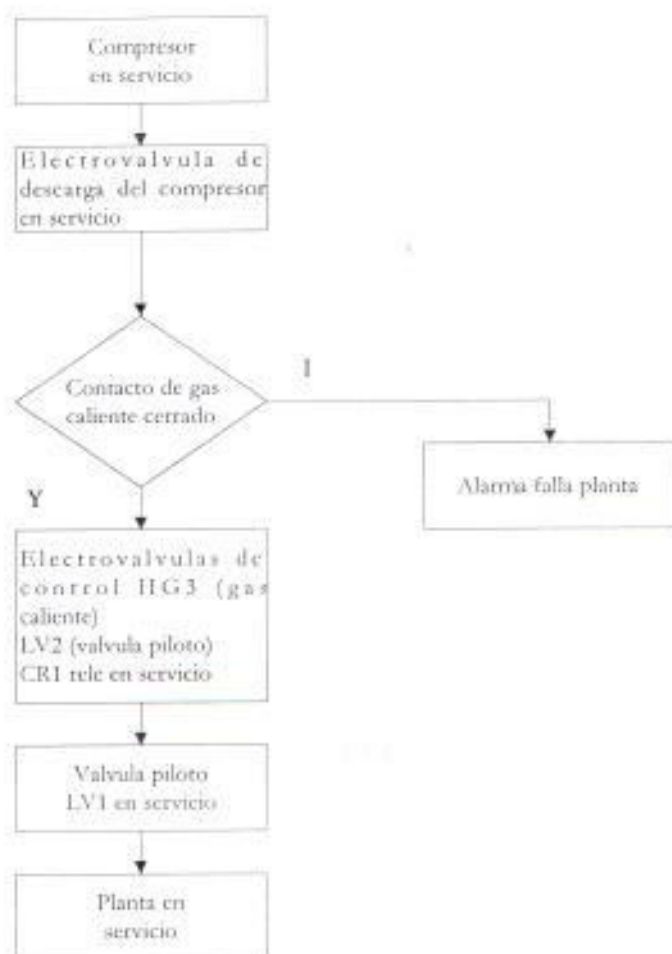 Compresor
en servicio
Electrovalvula de
descarga del compresor
en servicio
Contacto de gas
caliente cerrado
I
Alarma falla planta
Y
Electrovalvulas de
control HG3 (gas
caliente)
LV2 (valvula piloto)
CR1 rele en servicio
Valvula piloto
LV1 en servicio
Planta en
servicio